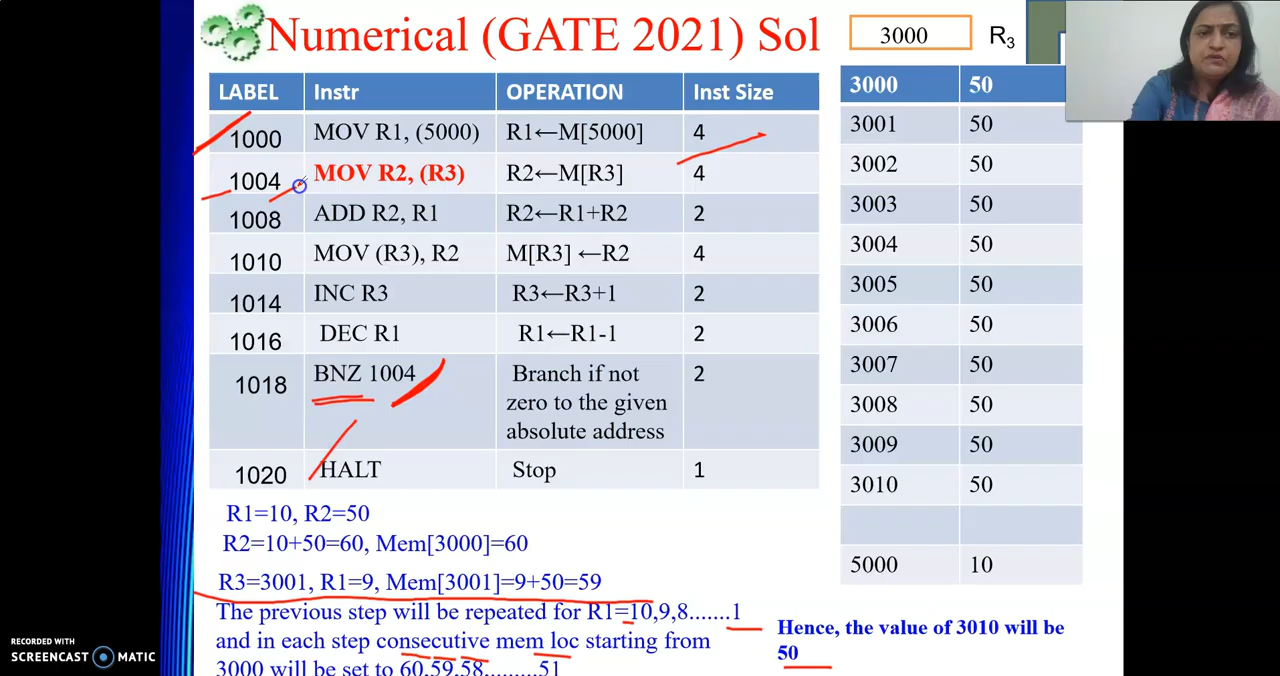 Numerical (GATE 2021) Sol
3000 R3
LABEL Instr OPERATION Inst Size
1000 MOV R1, (5000) R1←M[5000] 4
1004 MOV R2, (R3) R2←M[R3] 4
1008 ADD R2, R1 R2←R1+R2 2
1010 MOV (R3), R2 M[R3] ←R2 4
1014 INC R3 R3←R3+1 2
1016 DEC R1 R1←R1-1 2
1018 BNZ 1004 Branch if not 2
zero to the given
absolute address
1020 HALT Stop 1
3000 50
3001 50
3002 50
3003 50
3004 50
3005 50
3006 50
3007 50
3008 50
3009 50
3010 50
5000 10
R1=10, R2=50
R2=10+50=60, Mem[3000]=60
R3=3001, R1=9, Mem[3001]=9+50=59
The previous step will be repeated for R1=10,9,8.......1
and in each step consecutive mem loc starting from
3000 will be set to 60,59,58.........51
Hence, the value of 3010 will be
50
RECORDED WITH
SCREENCAST MATIC